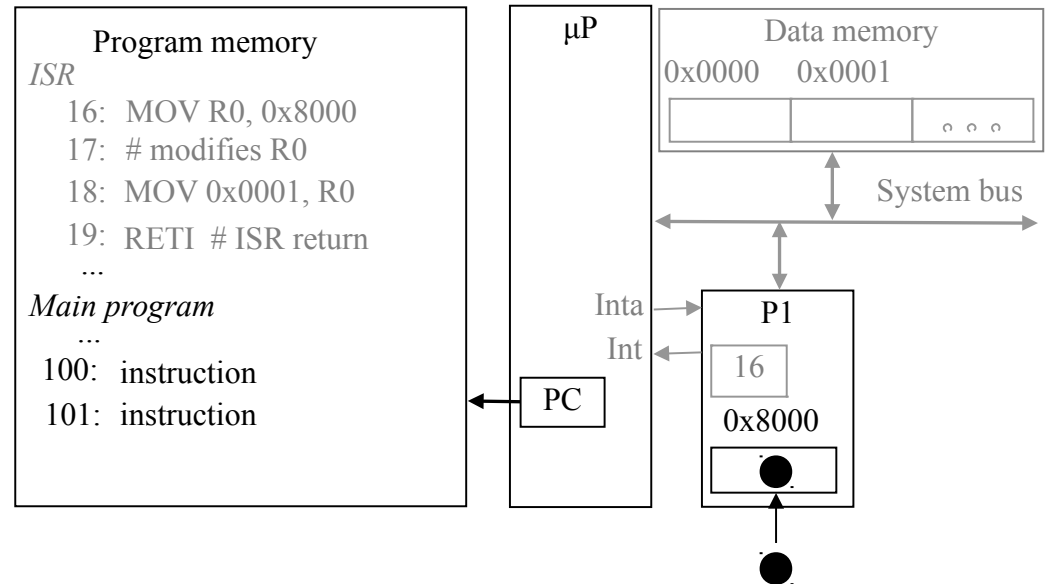 Program memory
ISR
16: MOV R0, 0x8000
17: # modifies R0
18: MOV 0x0001, R0
19: RETI # ISR return
...
Main program
...
100: instruction
101: instruction
μP
PC
Inta
Int
Data memory
0x0000 0x0001
System bus
P1
16
0x8000